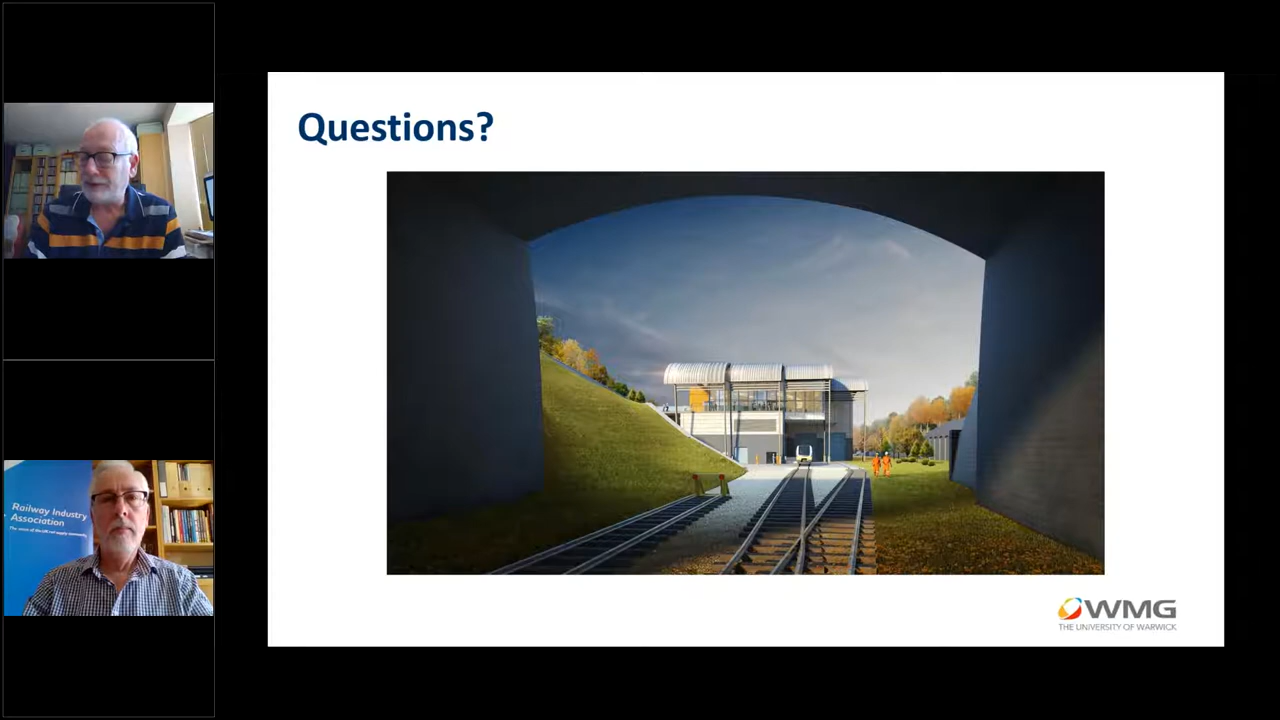 Questions?
Railway Industry
Association
WMG
THE UNIVERSITY OF WARWICK